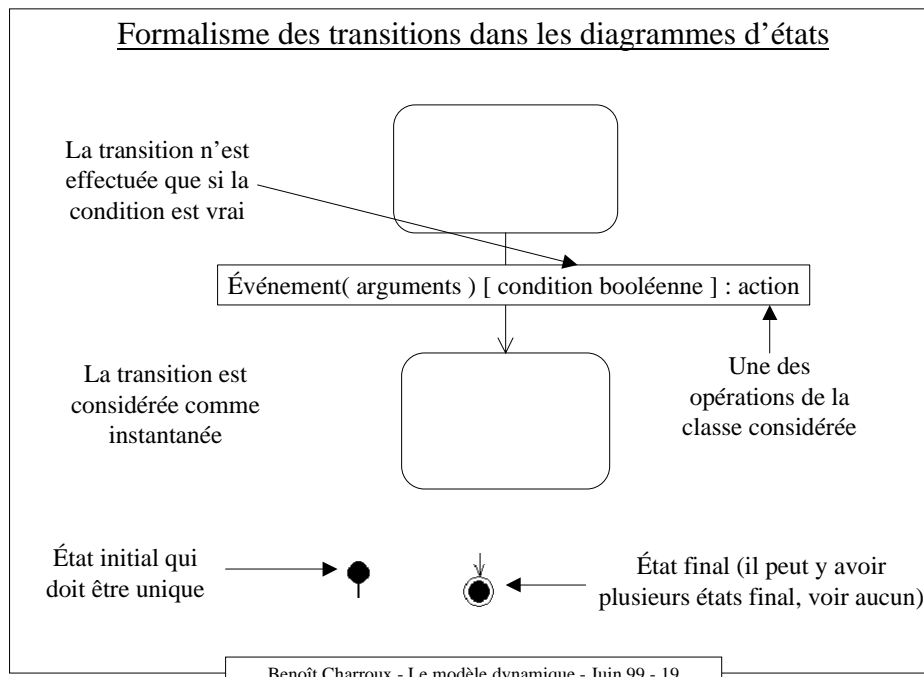 Formalisme des transitions dans les diagrammes d'états
La transition n'est
effectuée que si la
condition est vrai
Événement( arguments ) [ condition booléenne ] : action
La transition est
considérée comme
instantanée
Une des
opérations de la
classe considérée
État initial qui
doit être unique
État final (il peut y avoir
plusieurs états final, voir aucun)
Benoît Charroux - Le modèle dynamique - Juin 99 - 19